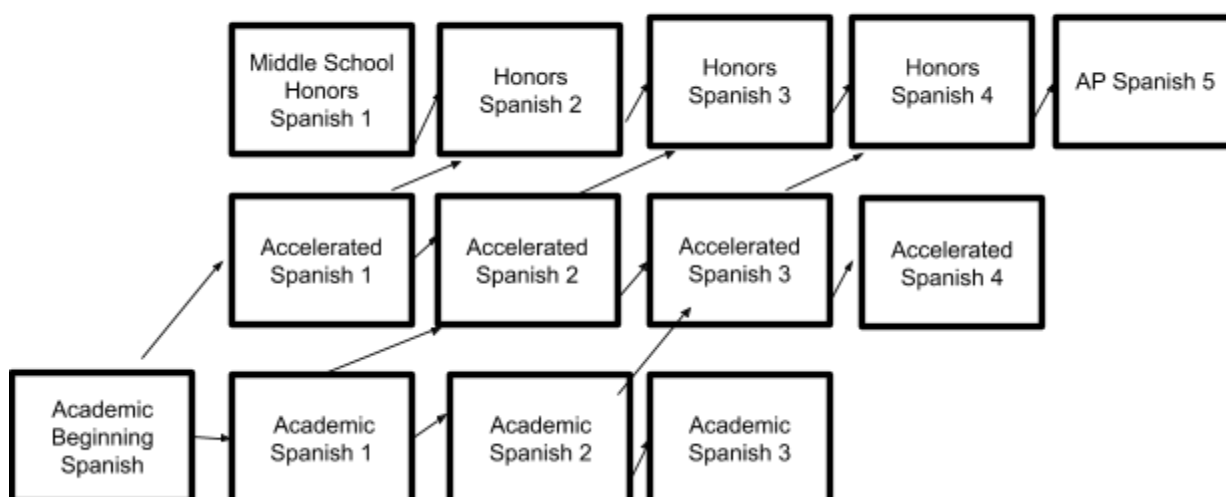 Middle School
Honors
Spanish 1
Honors
Spanish 2
Honors
Spanish 3
Honors
Spanish 4
AP Spanish 5
Accelerated
Spanish 1
Accelerated
Spanish 2
Accelerated
Spanish 3
Accelerated
Spanish 4
Academic
Beginning
Spanish
Academic
Spanish 1
Academic
Spanish 2
Academic
Spanish 3